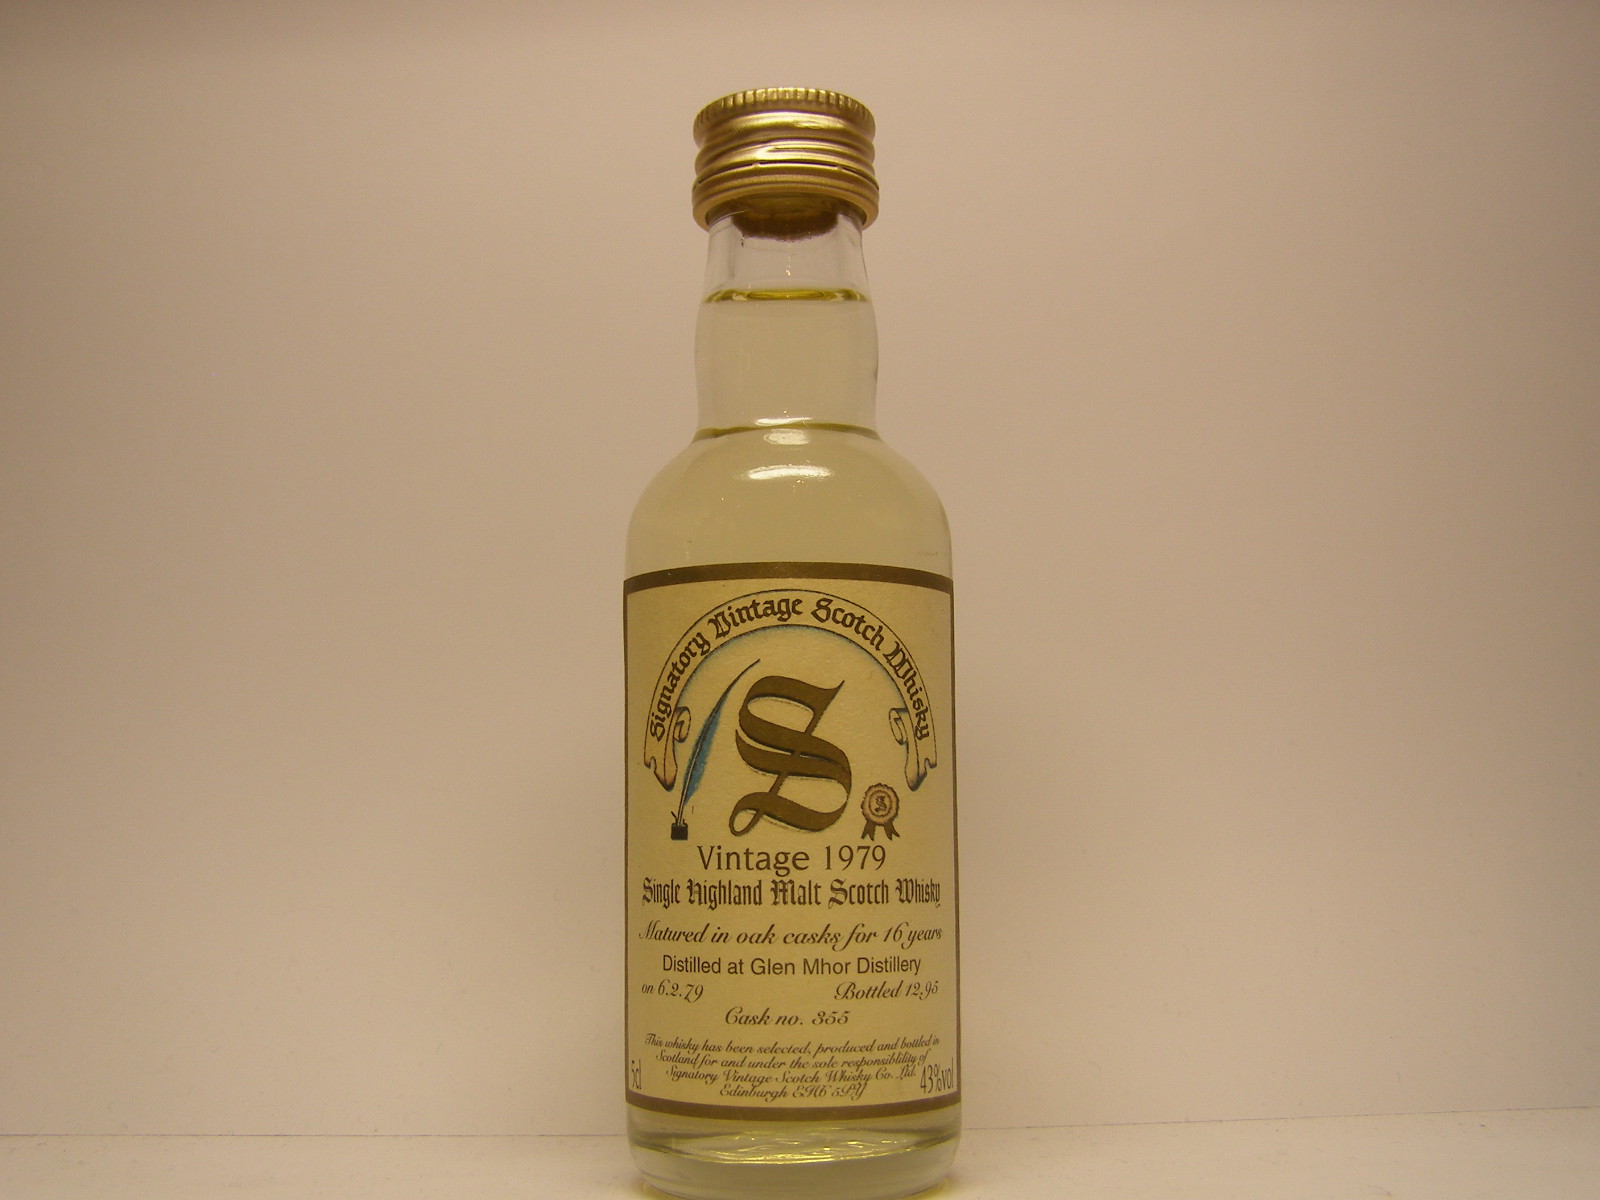 Signatory Vintage Scotch Whisky
S
S
Vintage 1979
Single Highland Malt Scotch Whisky
Matured in oak casks for 16 years
Distilled at Glen Mhor Distillery
on 6.2.79 Bottled 12.95
Cask no. 355
This whisky has been selected, produced and bottled in
Scotland for and under the sole responsiblility of
Signatory Vintage Scotch Whisky Co. Ltd.
Edinburgh EH6 5PY
5cl 43%vol